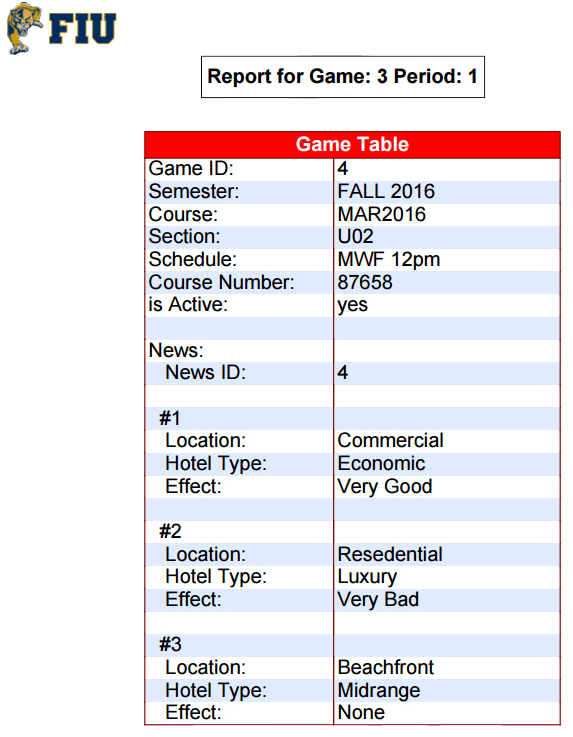 FIU
Report for Game: 3 Period: 1
Game Table
Game ID: 4
Semester: FALL 2016
Course: MAR2016
Section: U02
Schedule: MWF 12pm
Course Number: 87658
is Active: yes
News:
News ID: 4
#1
Location: Commercial
Hotel Type: Economic
Effect: Very Good
#2
Location: Resedential
Hotel Type: Luxury
Effect: Very Bad
#3
Location: Beachfront
Hotel Type: Midrange
Effect: None